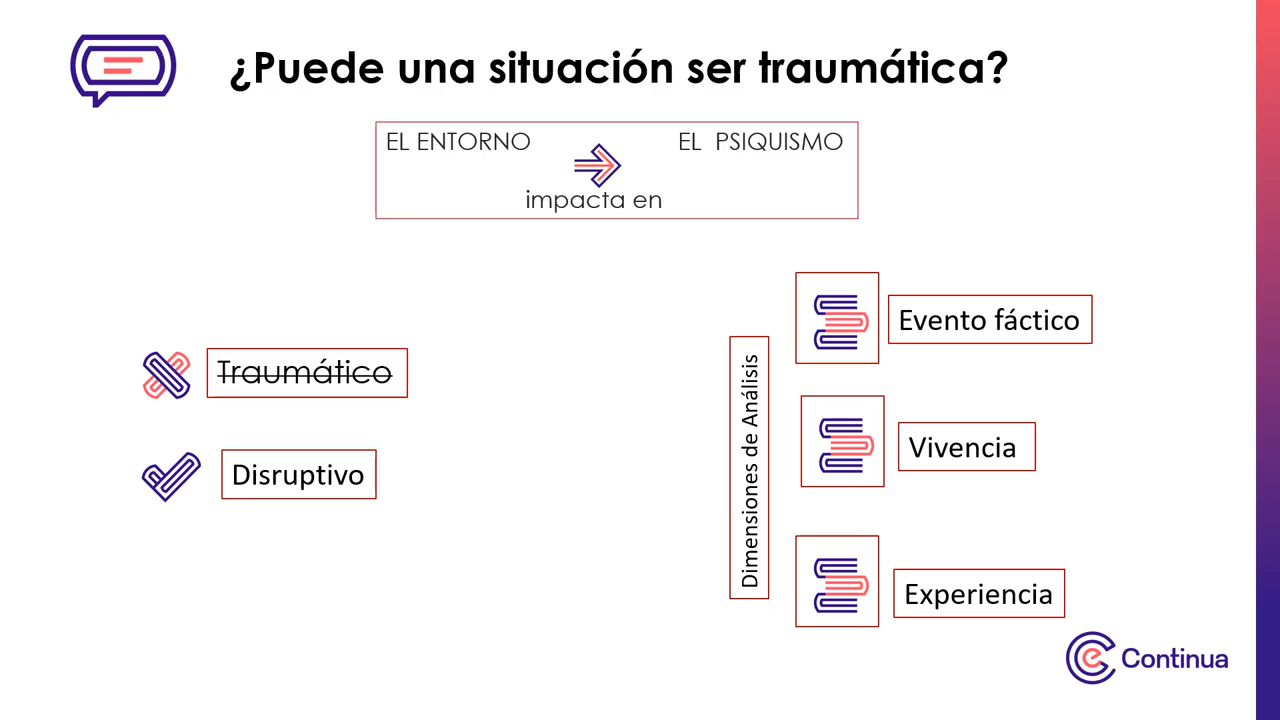 ¿Puede una situación ser traumática?
EL ENTORNO
EL PSIQUISMO
impacta en
Traumático
Disruptivo
Dimensiones de Análisis
Evento fáctico
Vivencia
Experiencia
Continua